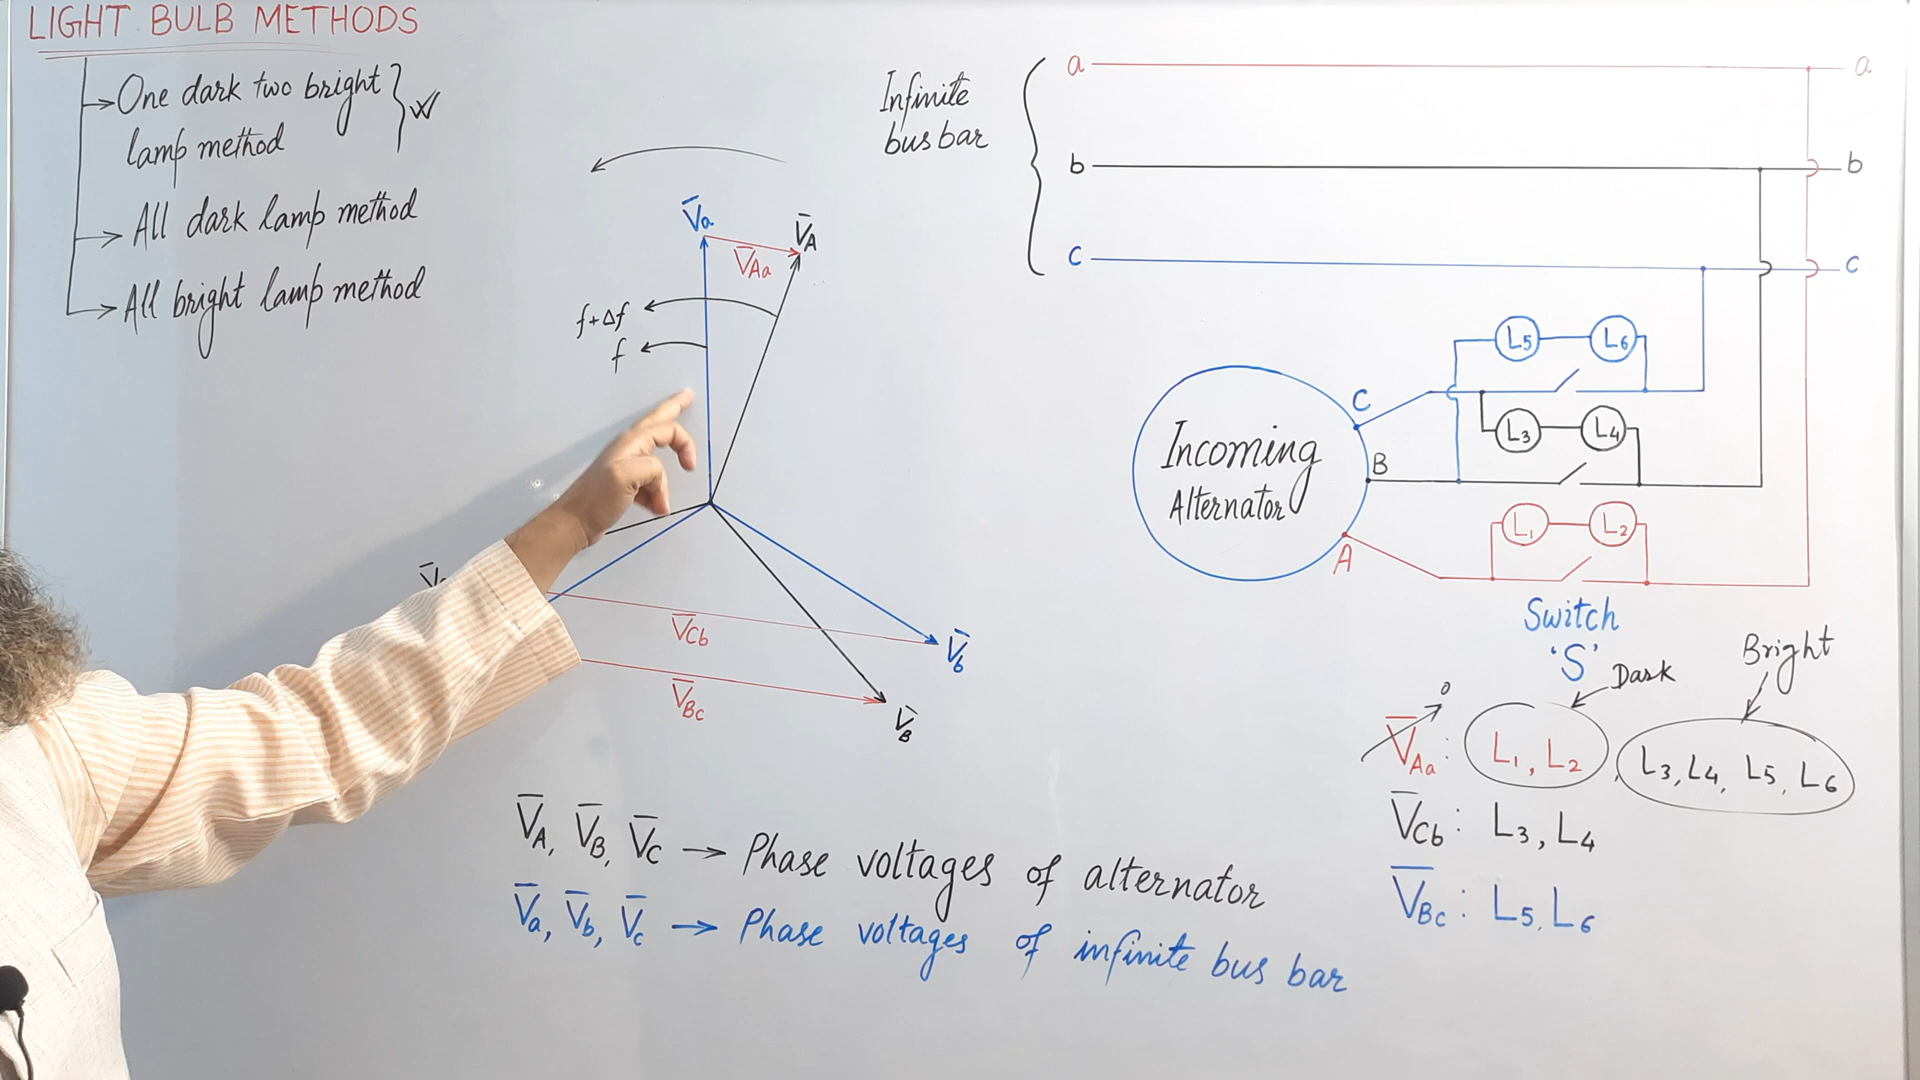 LIGHT BULB METHODS
One dark two bright
lamp method
All dark lamp method
All bright lamp method
V̅a
V̅A
V̅Aa
f+Δf
f
V̅Cb
V̅b
V̅Bc
V̅B
V̅A, V̅B, V̅C → Phase voltages of alternator
V̅a, V̅b, V̅c → Phase voltages of infinite bus bar
Infinite
bus bar
a
a
b
b
c
c
L5
L6
C
L3
L4
B
Incoming
Alternator
L1
L2
A
Switch
'S'
Dark
Bright
0
V̅Aa: L1, L2, L3, L4, L5, L6
V̅Cb: L3, L4
V̅Bc: L5, L6